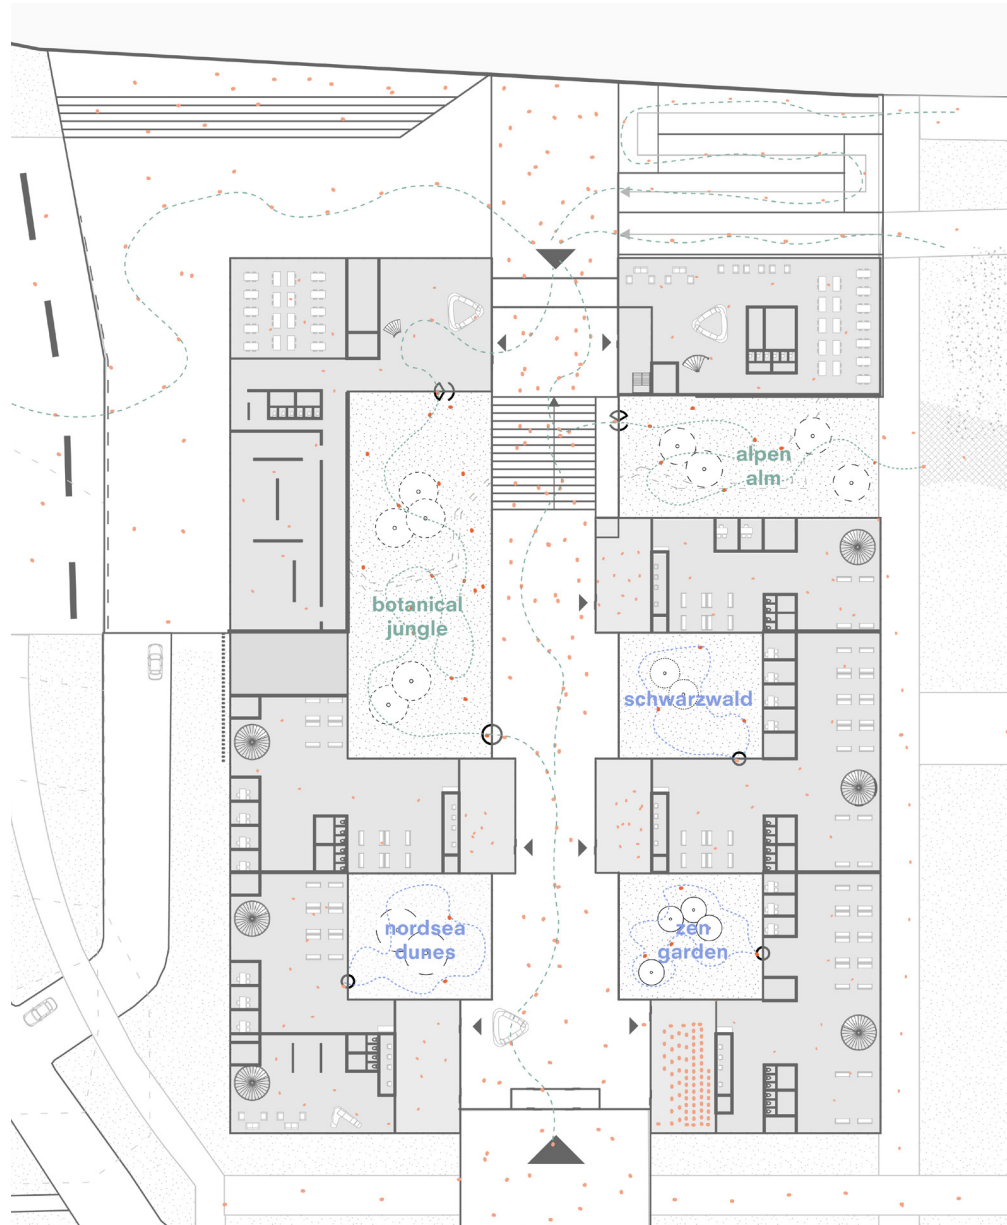 alpen
alm
botanical
jungle
schwarzwald
nordsea
dunes
zen
garden